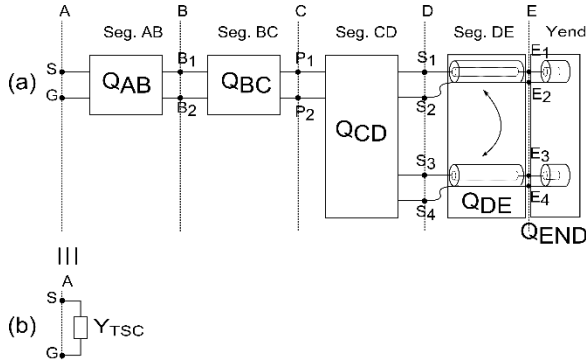 A B C D E
Seg. AB Seg. BC Seg. CD Seg. DE Yend
(a)
S B1 P1 S1 E1
QAB QBC
G B2 P2 S2 E2
QCD
S3 E3
S4 QDE E4
QEND
A
S
(b) YTSC
G